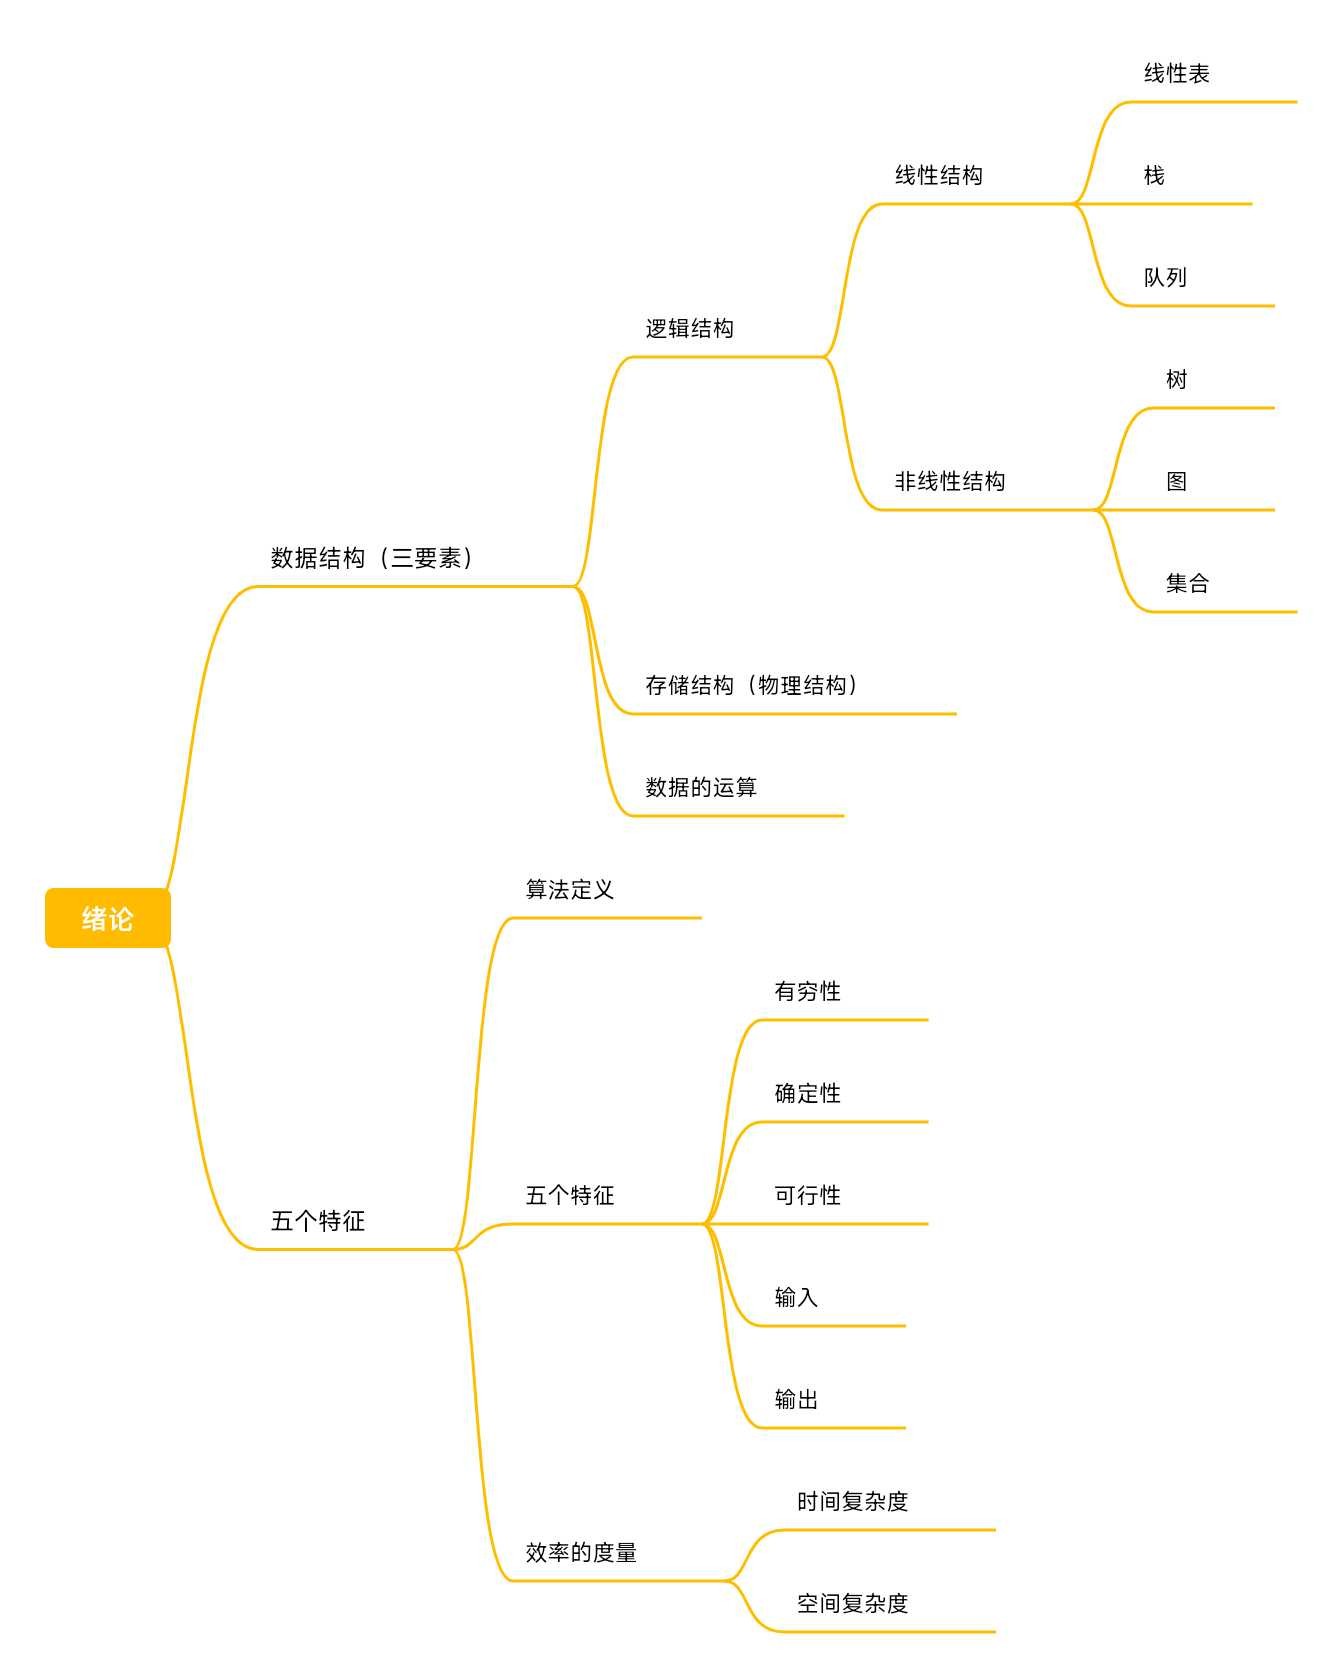 线性表
线性结构
栈
队列
逻辑结构
树
非线性结构
图
集合
数据结构（三要素）
存储结构（物理结构）
数据的运算
绪论
算法定义
有穷性
确定性
五个特征
可行性
五个特征
输入
输出
时间复杂度
效率的度量
空间复杂度